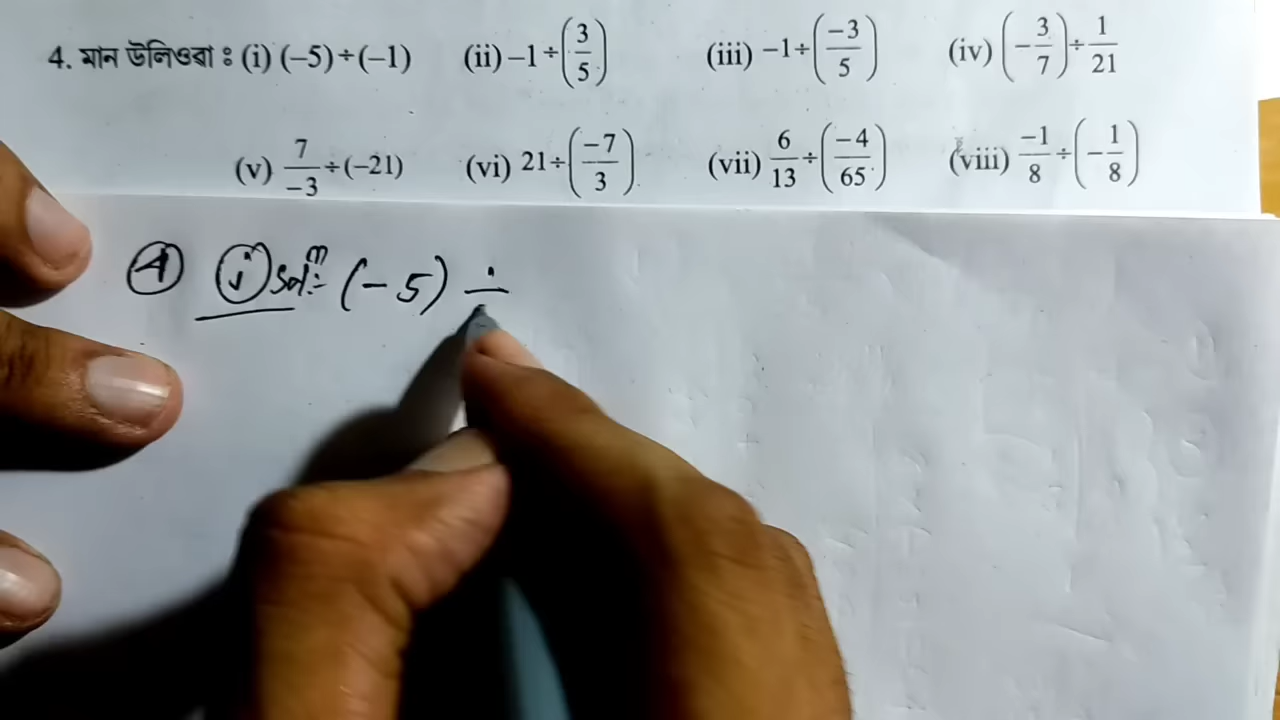 4. মান উলিওৱা ঃ (i) (−5)÷(−1) (ii) −1÷(3/5) (iii) −1÷(−3/5) (iv) (−3/7)÷1/21
(v) 7/−3÷(−21) (vi) 21÷(−7/3) (vii) 6/13÷(−4/65) (viii) −1/8÷(−1/8)
④ (i) Solⁿ:- (−5) ÷